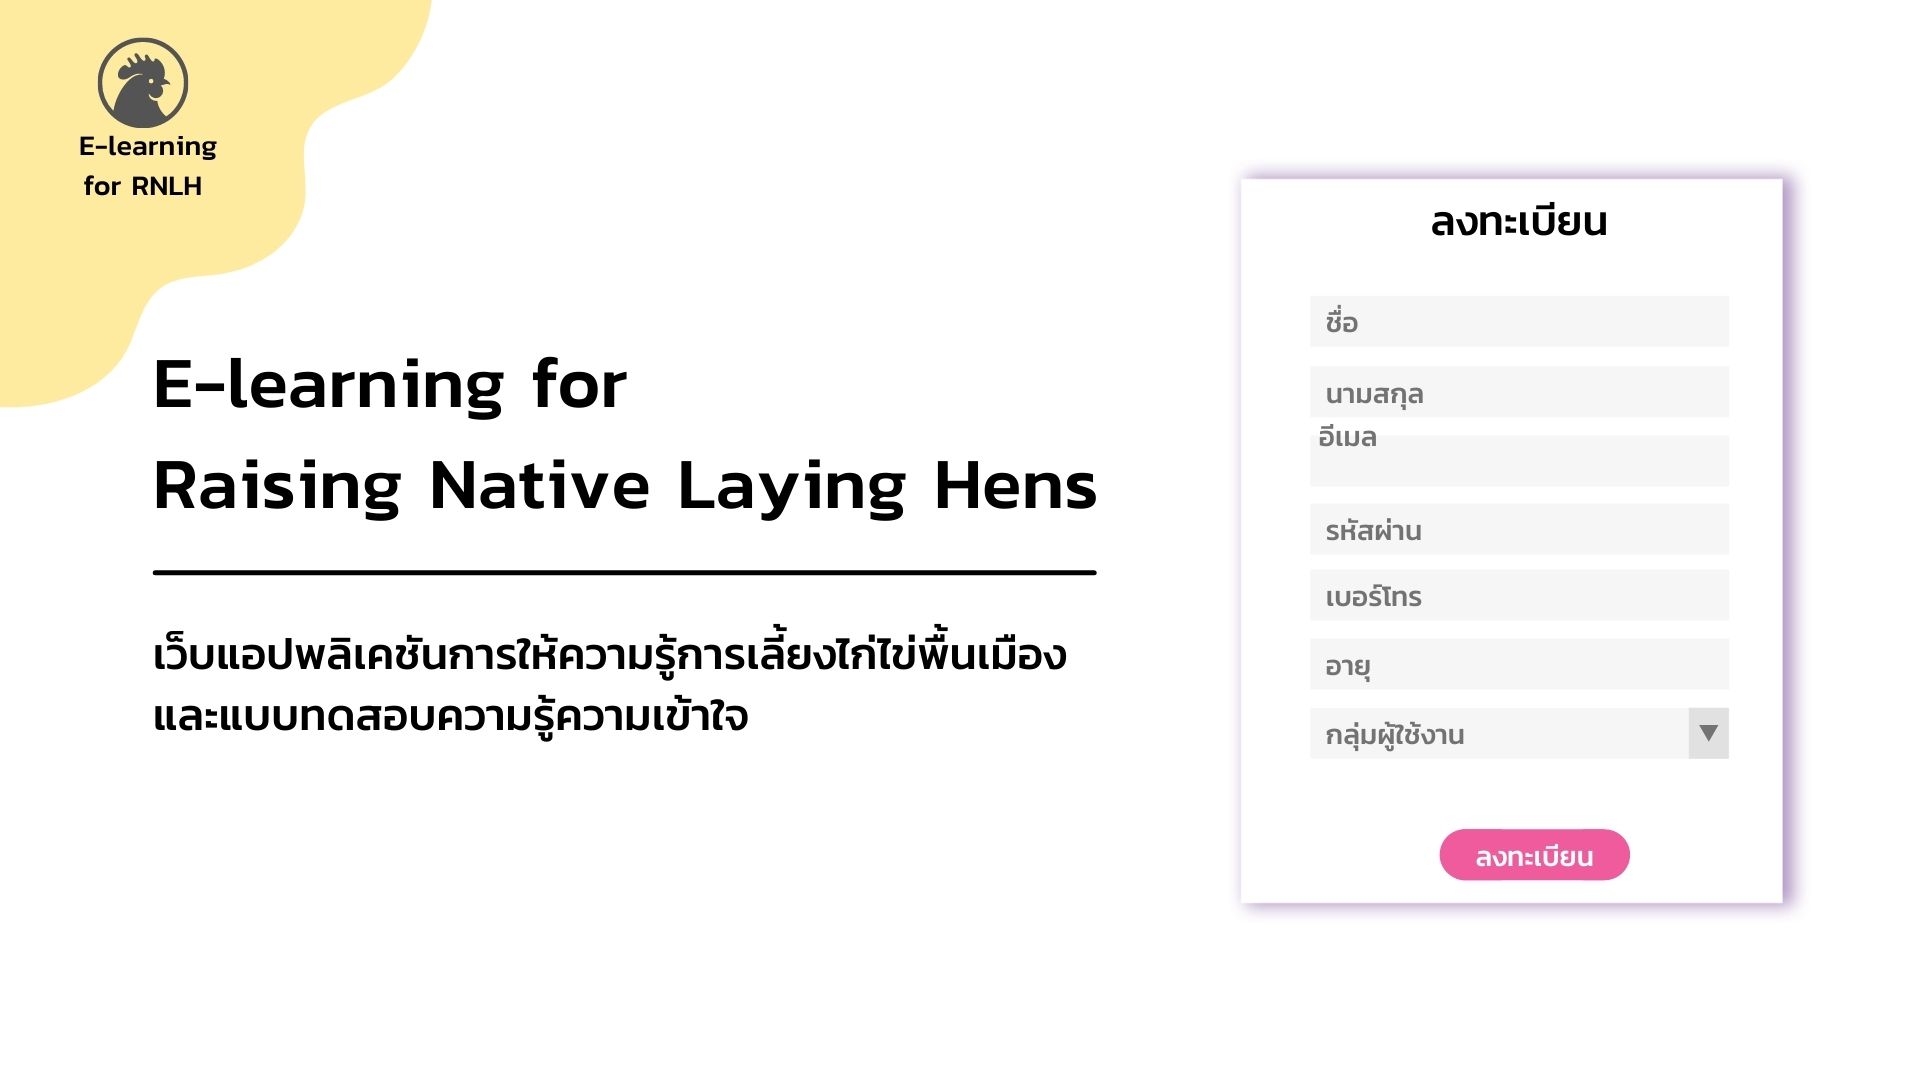 E-learning
for RNLH
E-learning for
Raising Native Laying Hens
เว็บแอปพลิเคชันการให้ความรู้การเลี้ยงไก่ไข่พื้นเมือง
และแบบทดสอบความรู้ความเข้าใจ
ลงทะเบียน
ชื่อ
นามสกุล
อีเมล
รหัสผ่าน
เบอร์โทร
อายุ
กลุ่มผู้ใช้งาน
ลงทะเบียน